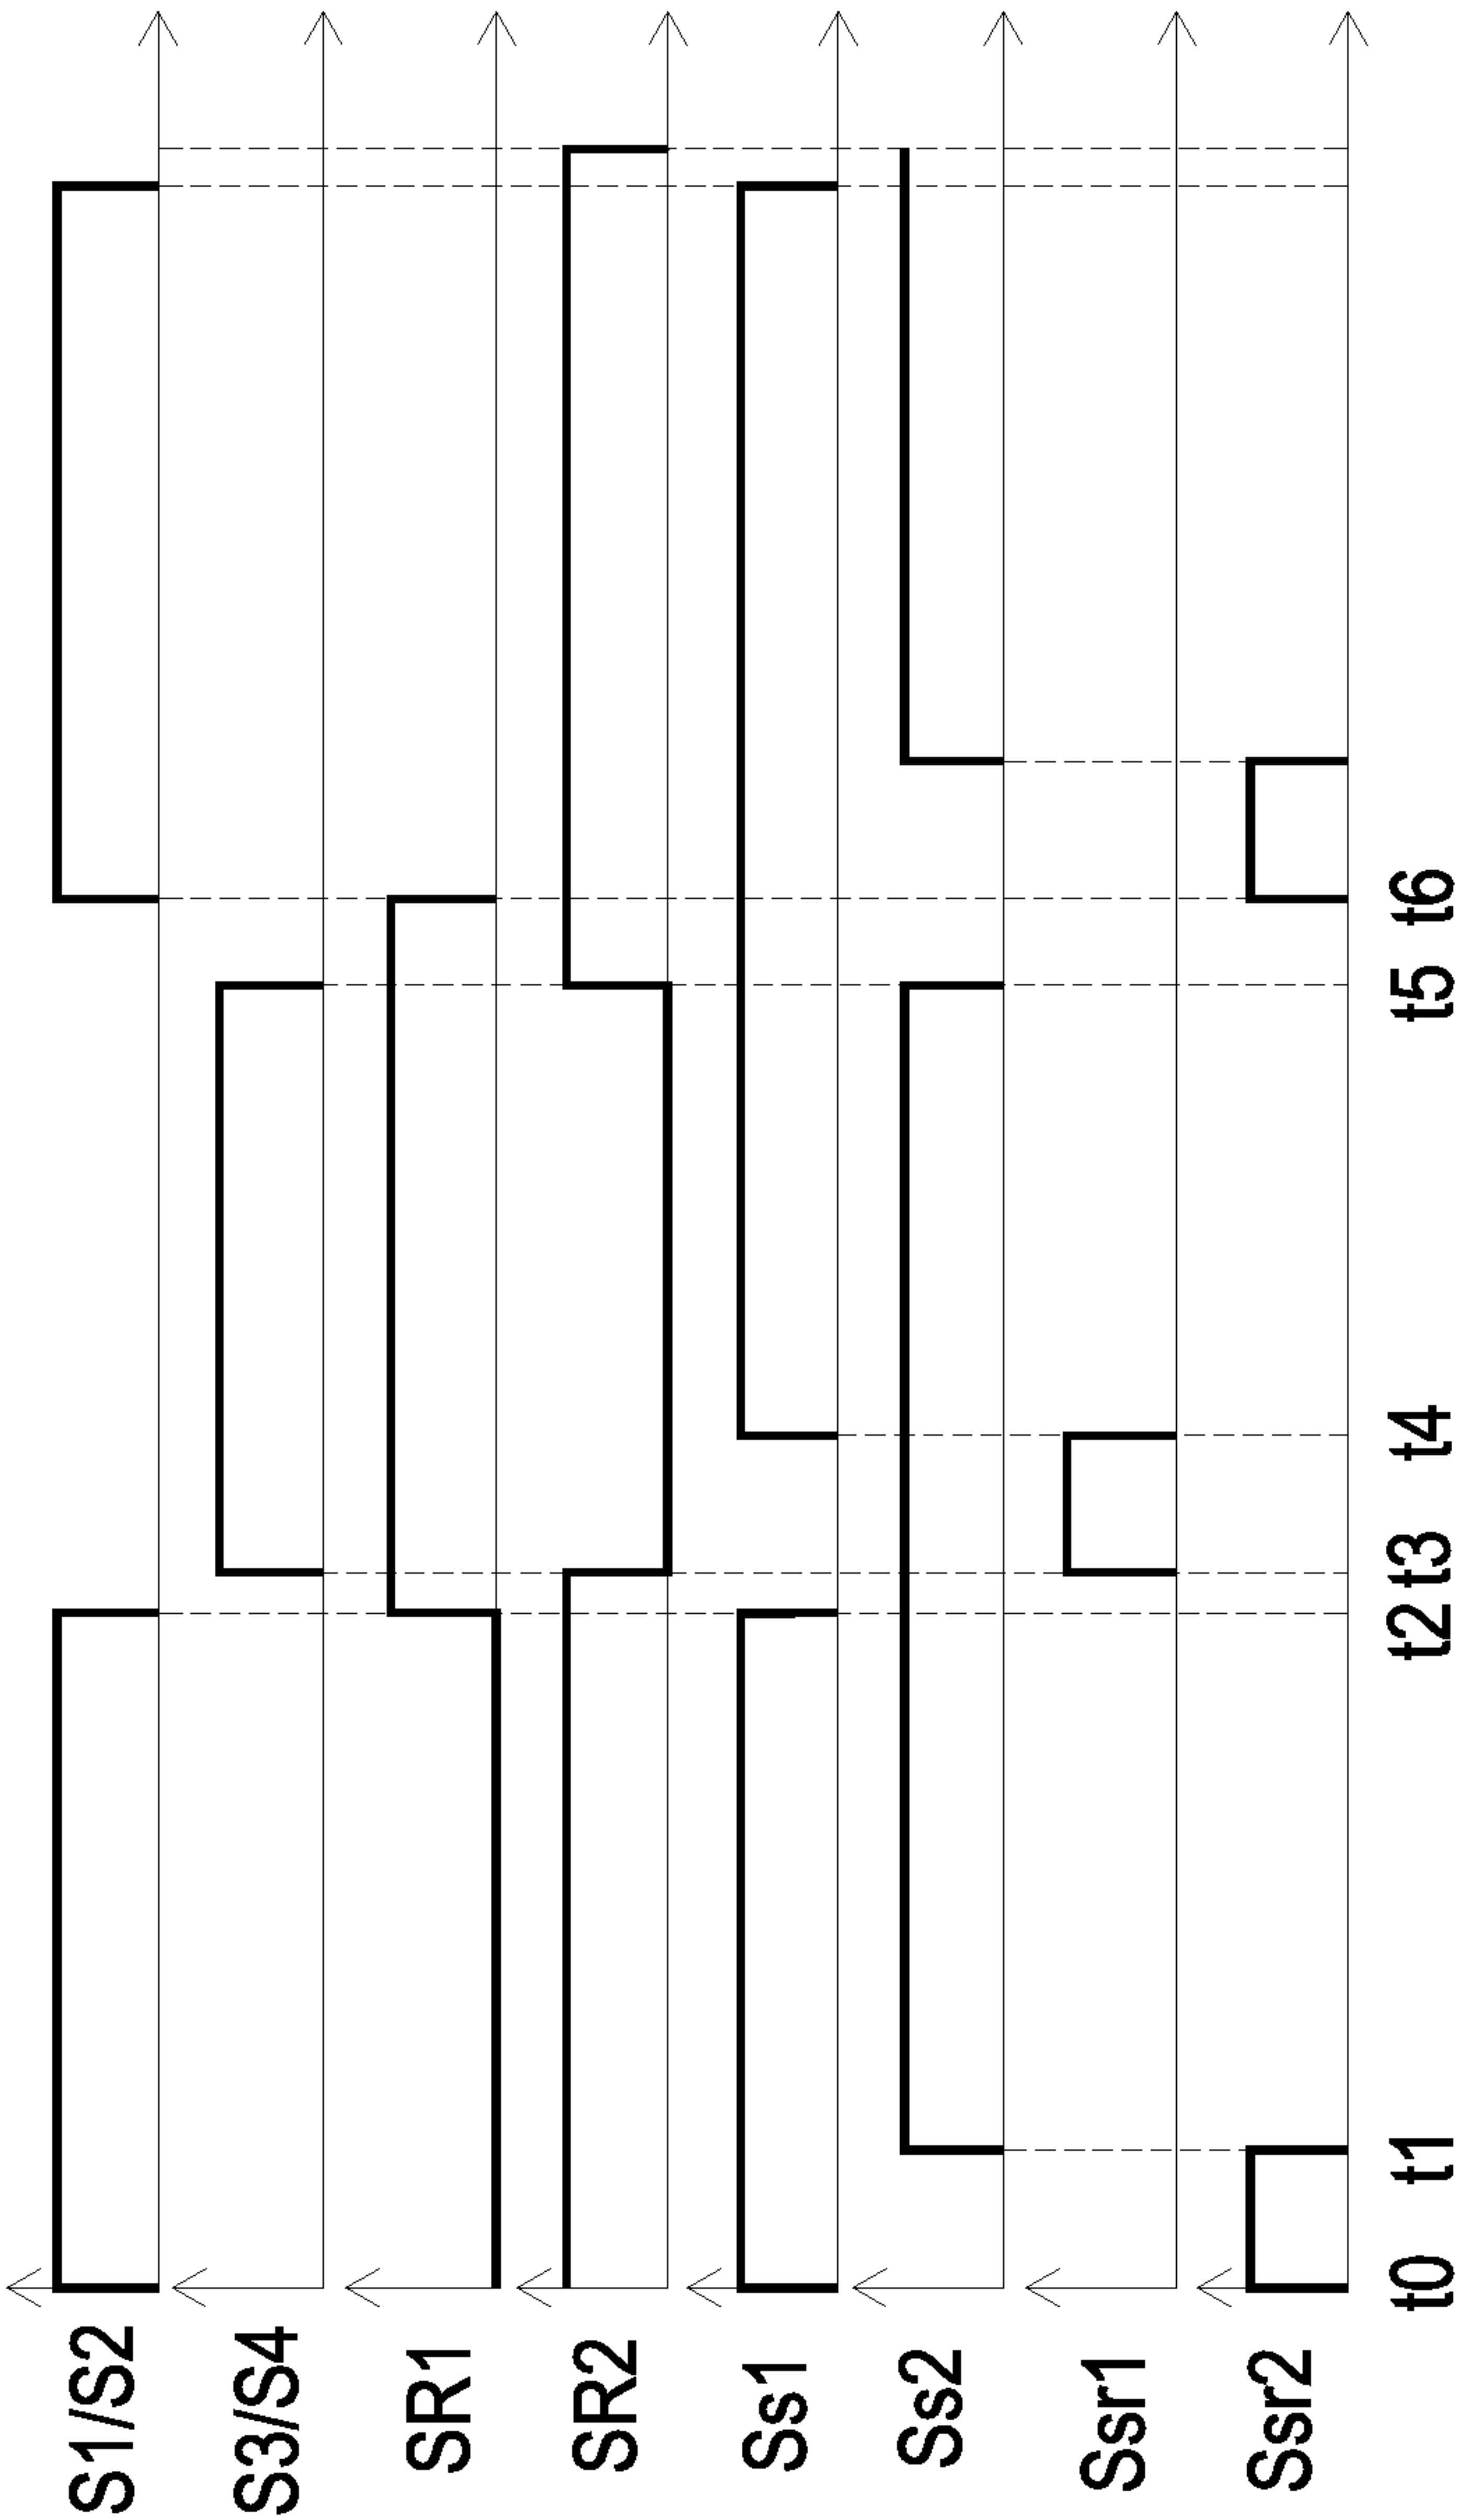 S1/S2
S3/S4
SR1
SR2
Ss1
Ss2
Ssr1
Ssr2
t0 t1 t2 t3 t4 t5 t6